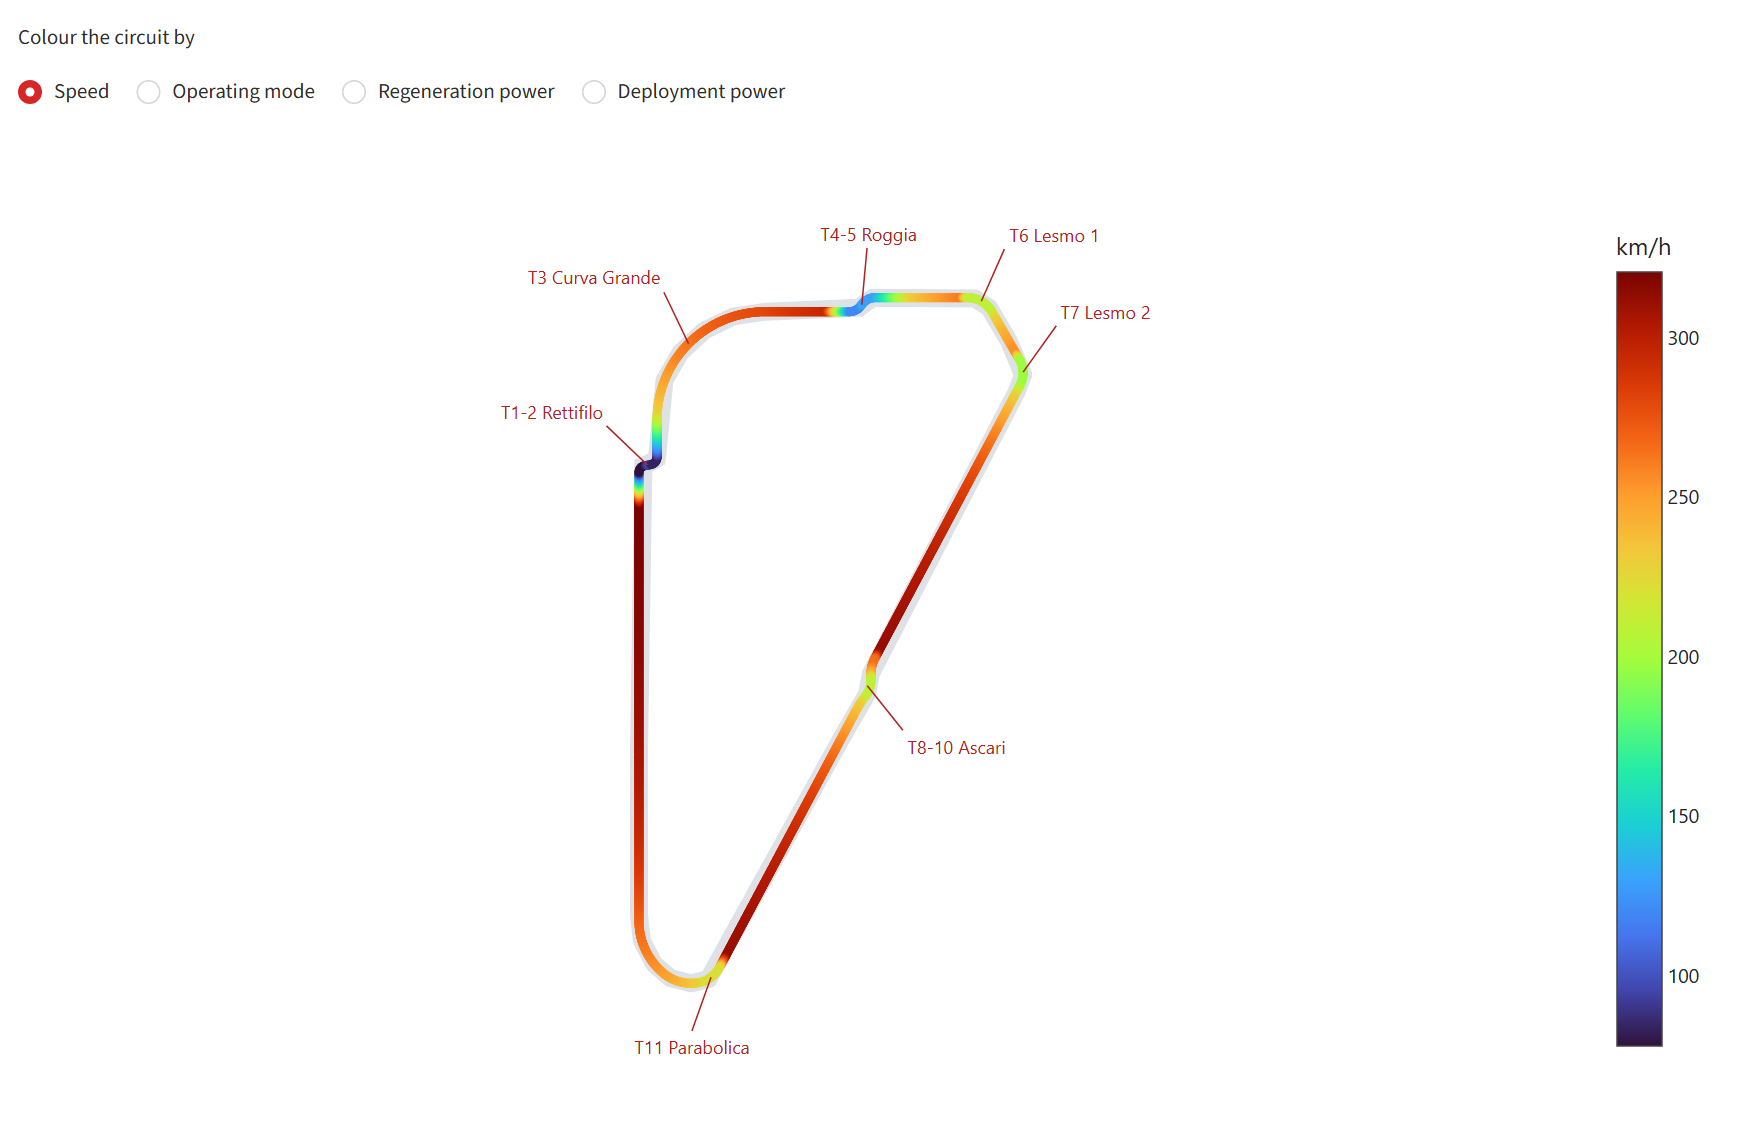 Colour the circuit by
Speed Operating mode Regeneration power Deployment power
T4-5 Roggia
T6 Lesmo 1
km/h
T3 Curva Grande
T7 Lesmo 2
300
T1-2 Rettifilo
250
200
T8-10 Ascari
150
100
T11 Parabolica